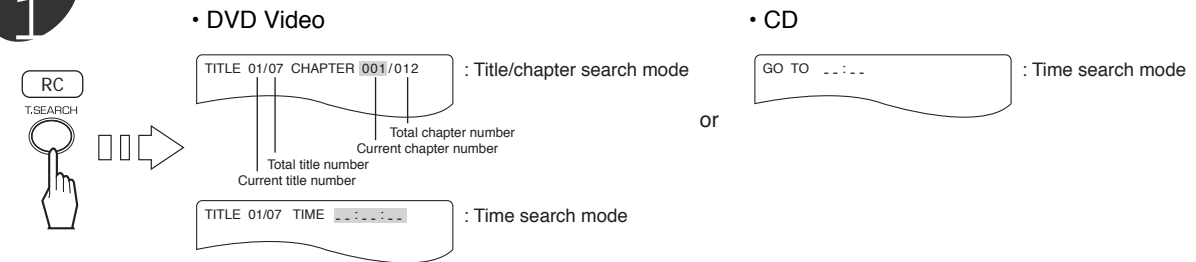 1
• DVD Video
• CD
RC
T.SEARCH
TITLE 01/07 CHAPTER 001/012
: Title/chapter search mode
Total chapter number
Current chapter number
Total title number
Current title number
TITLE 01/07 TIME _ _:_ _:_ _
: Time search mode
or
GO TO _ _:_ _
: Time search mode